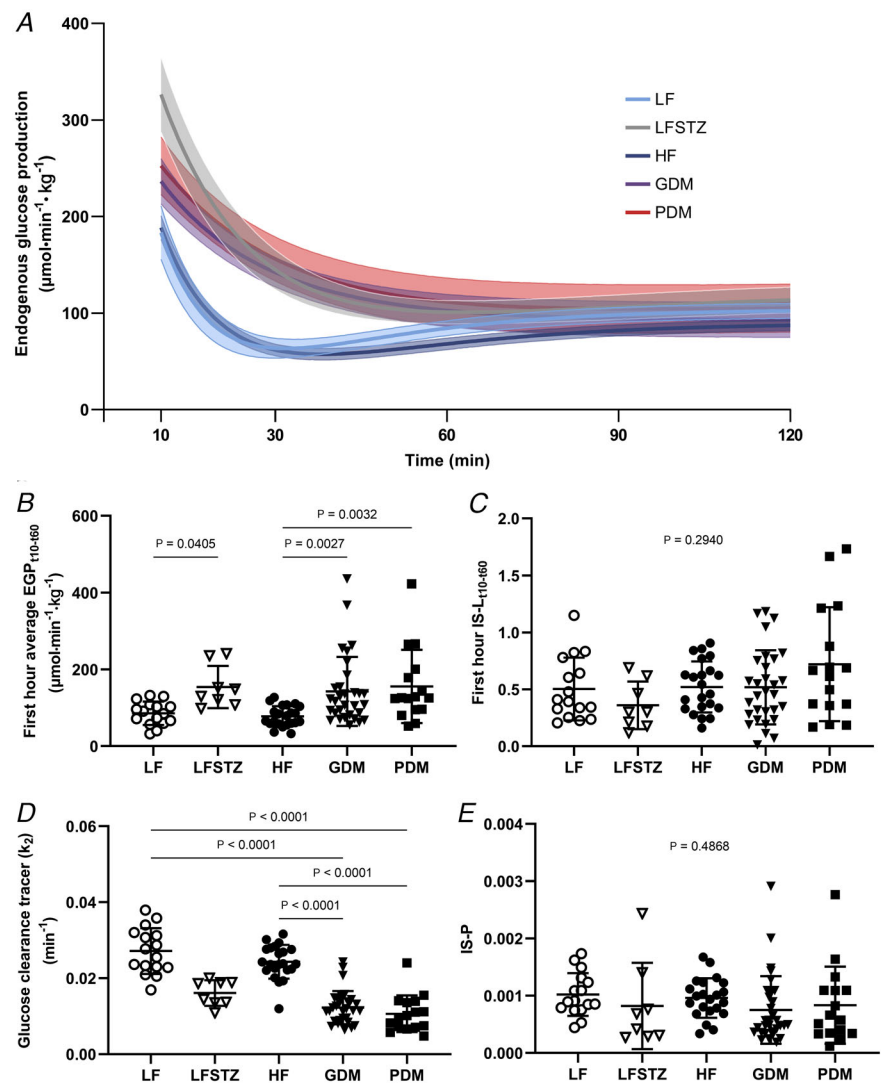 A
400
300
200
100
0
Endogenous glucose production
(µmol·min⁻¹·kg⁻¹)
LF
LFSTZ
HF
GDM
PDM
10
30
60
90
120
Time (min)
B
600
400
200
0
First hour average EGPt10-t60
(µmol·min⁻¹·kg⁻¹)
P = 0.0405
P = 0.0032
P = 0.0027
LF
LFSTZ
HF
GDM
PDM
C
2.0
1.5
1.0
0.5
0.0
First hour IS-Lt10-t60
P = 0.2940
LF
LFSTZ
HF
GDM
PDM
D
0.06
0.04
0.02
0.00
Glucose clearance tracer (k₂)
(min⁻¹)
P < 0.0001
P < 0.0001
P < 0.0001
P < 0.0001
LF
LFSTZ
HF
GDM
PDM
E
0.004
0.003
0.002
0.001
0.000
IS-P
P = 0.4868
LF
LFSTZ
HF
GDM
PDM